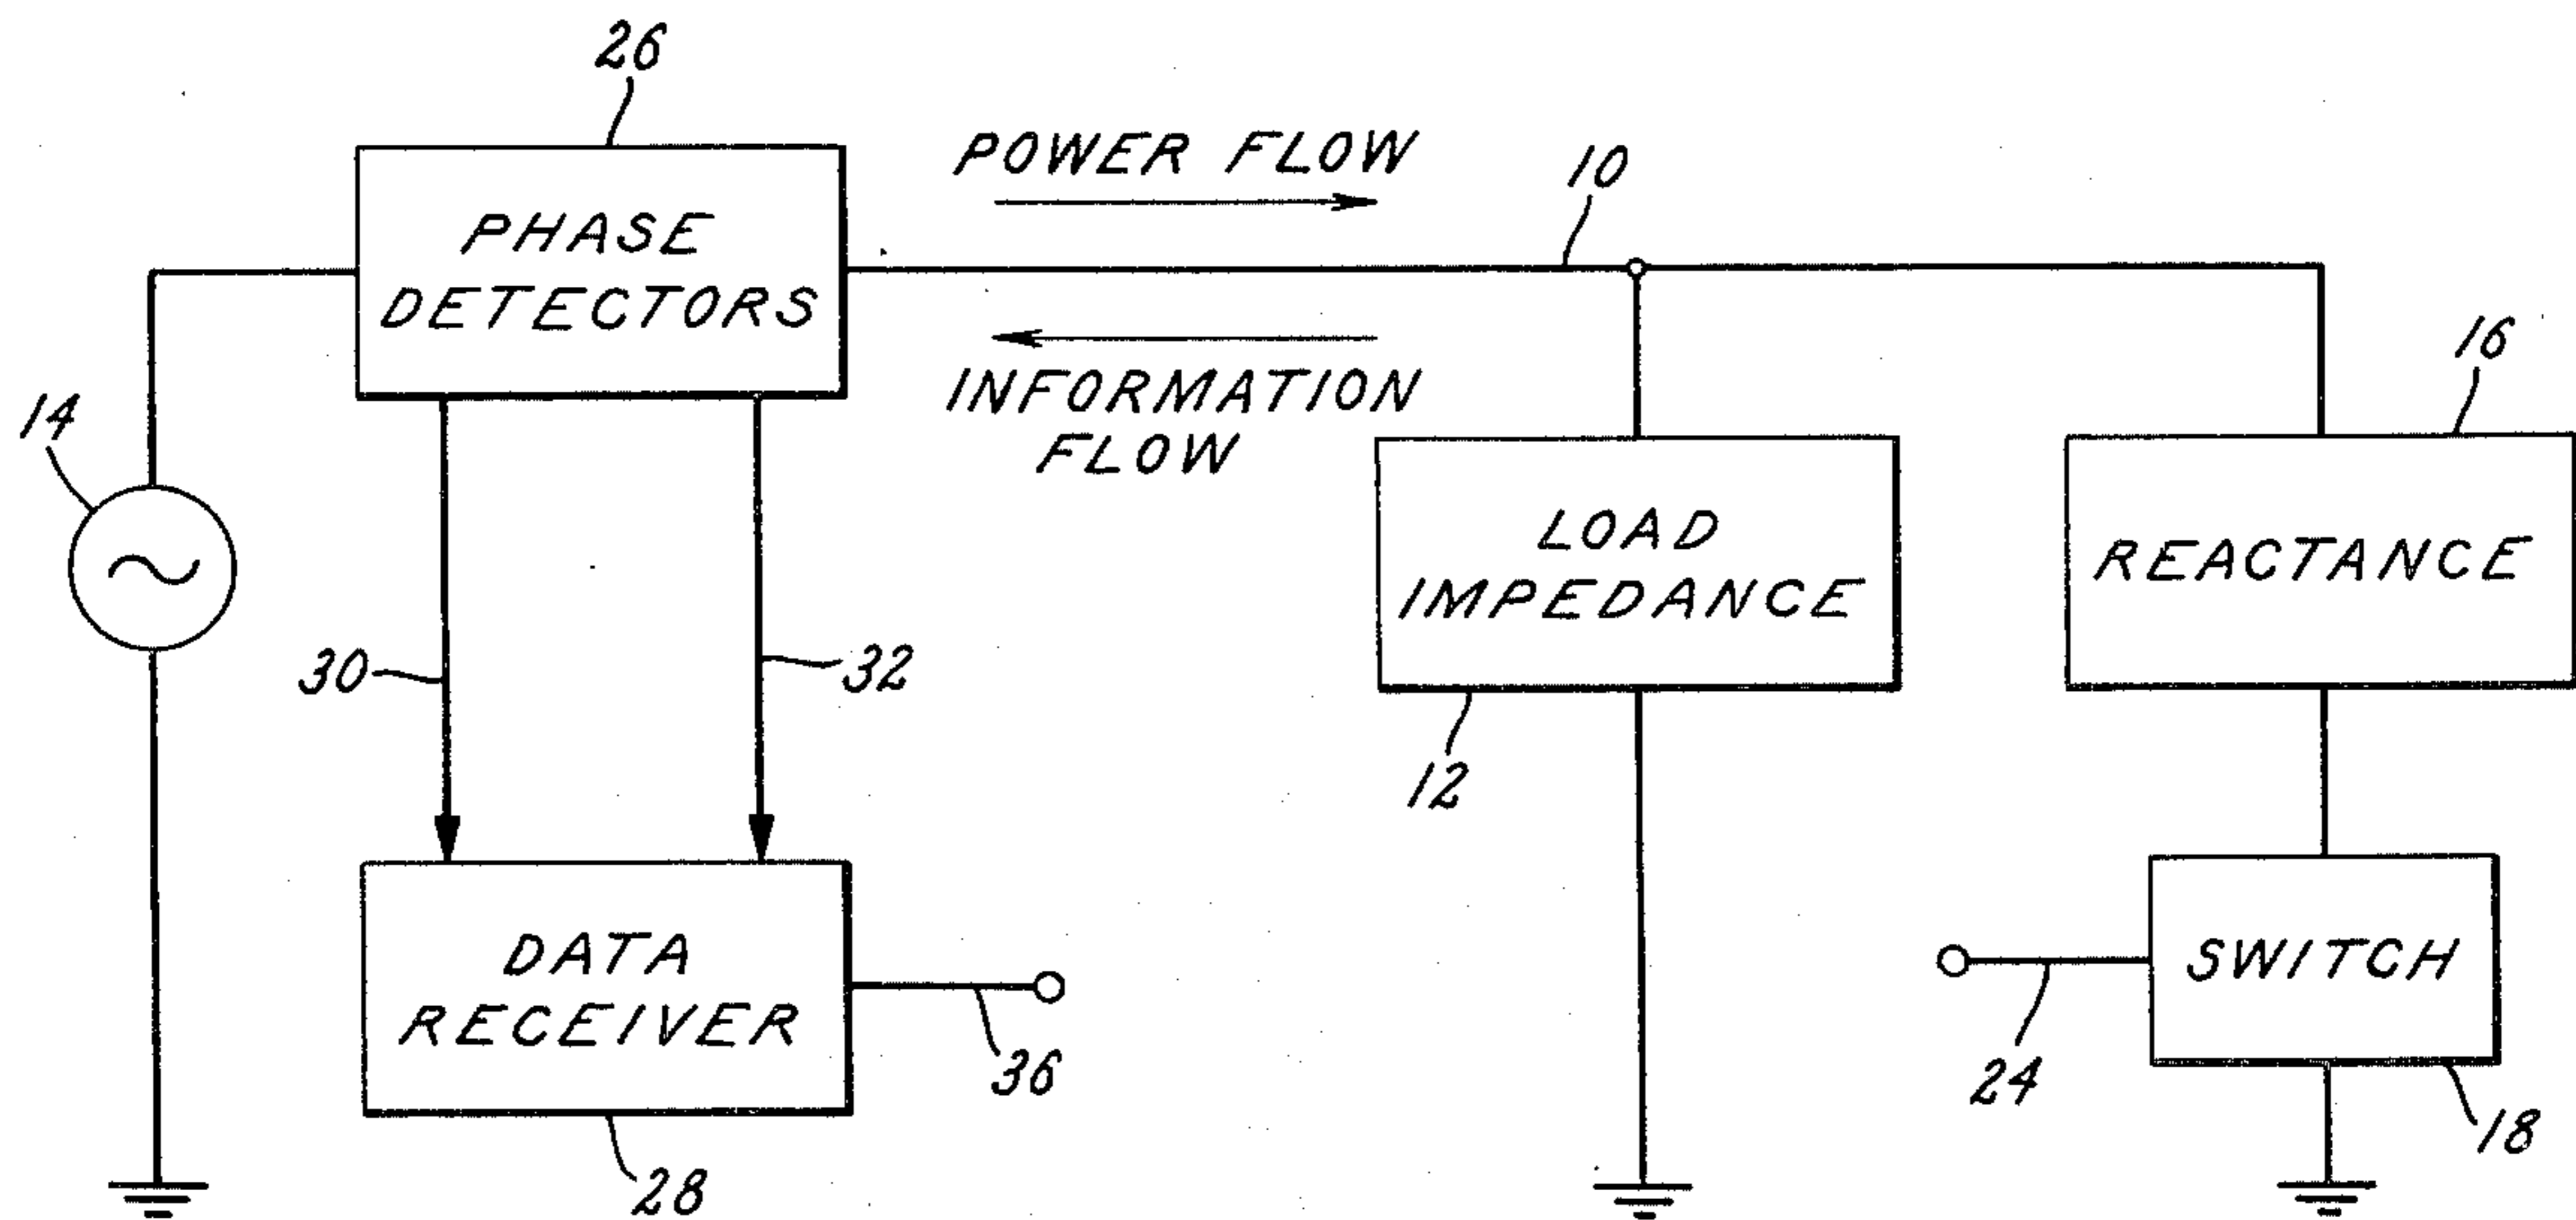 26
POWER FLOW
10
PHASE
DETECTORS
16
INFORMATION
FLOW
14
LOAD
IMPEDANCE
REACTANCE
30
32
12
DATA
RECEIVER
SWITCH
36
24
18
28